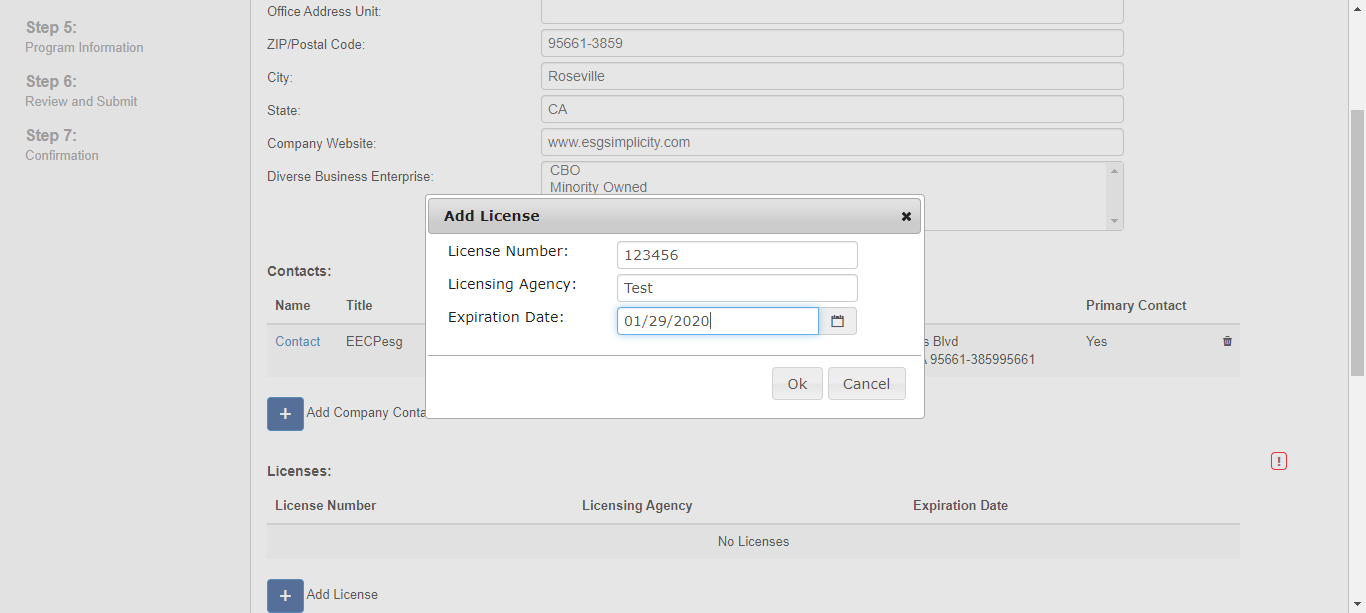 Step 5:
Program Information
Step 6:
Review and Submit
Step 7:
Confirmation
Office Address Unit:
ZIP/Postal Code: 95661-3859
City: Roseville
State: CA
Company Website: www.esgsimplicity.com
Diverse Business Enterprise: CBO
Minority Owned
Add License
License Number: 123456
Licensing Agency: Test
Expiration Date: 01/29/2020
Ok Cancel
Contacts:
Name Title Primary Contact
Contact EECPesg s Blvd Yes
95661-385995661
+ Add Company Conta
Licenses:
License Number Licensing Agency Expiration Date
No Licenses
+ Add License